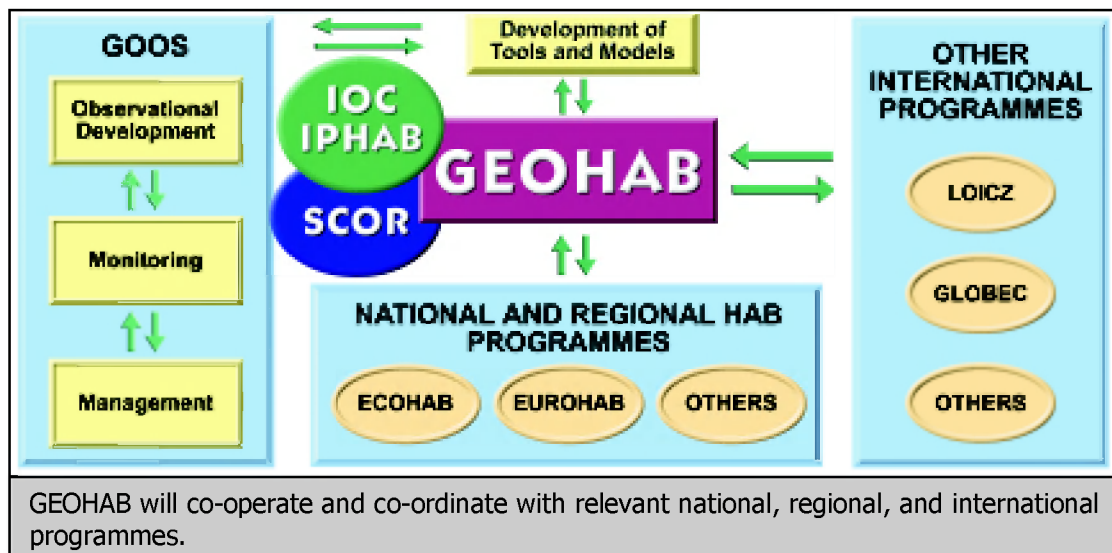 GOOS
Observational
Development
Monitoring
Management
Development of
Tools and Models
IOC
IPHAB
SCOR
GEOHAB
NATIONAL AND REGIONAL HAB
PROGRAMMES
ECOHAB
EUROHAB
OTHERS
OTHER
INTERNATIONAL
PROGRAMMES
LOICZ
GLOBEC
OTHERS
GEOHAB will co-operate and co-ordinate with relevant national, regional, and international
programmes.